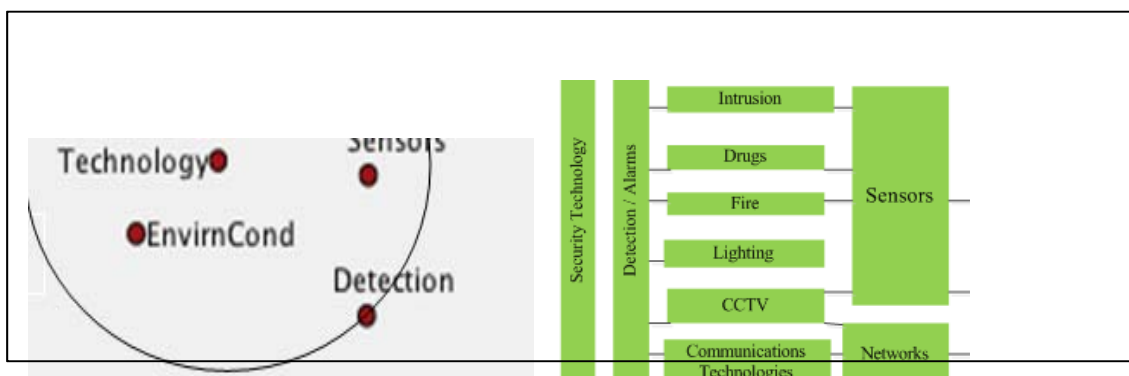 Sensors
Technology
EnvirnCond
Detection
Security Technology
Detection / Alarms
Intrusion
Drugs
Fire
Lighting
CCTV
Communications
Technologies
Sensors
Networks